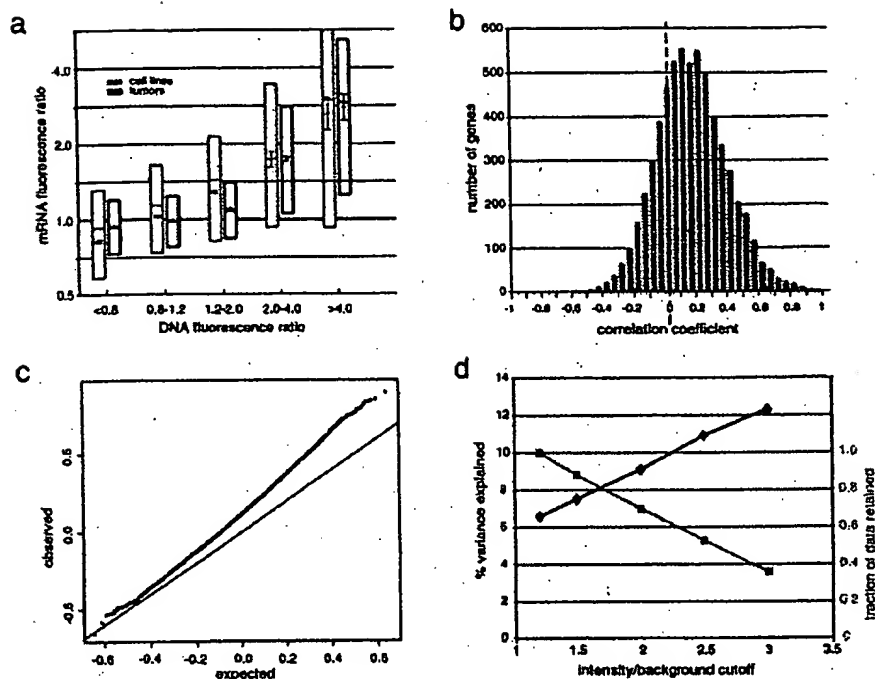 a
mRNA fluorescence ratio
4.0
2.0
1.0
0.5
cell lines
tumors
<0.8 0.8-1.2 1.2-2.0 2.0-4.0 >4.0
DNA fluorescence ratio
b
number of genes
600
500
400
300
200
100
0
-1 -0.8 -0.6 -0.4 -0.2 0 0.2 0.4 0.6 0.8 1
correlation coefficient
c
observed
0.5
0.0
-0.5
-0.6 -0.4 -0.2 0.0 0.2 0.4 0.6
expected
d
% variance explained
14
12
10
8
6
4
2
0
fraction of data retained
1.0
0.8
0.6
0.4
0.2
0
1 1.5 2 2.5 3 3.5
intensity/background cutoff